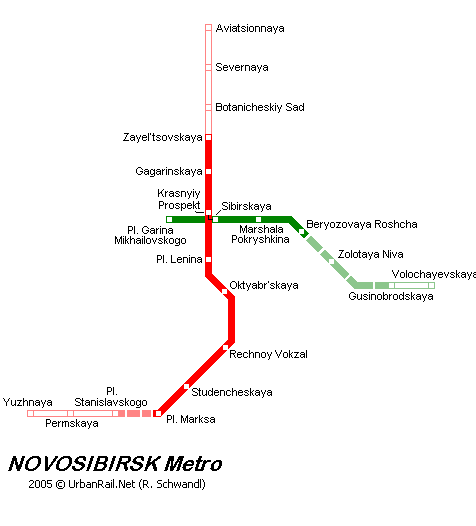 Aviatsionnaya
Severnaya
Botanicheskiy Sad
Zayel'tsovskaya
Gagarinskaya
Krasnyiy
Prospekt
Sibirskaya
Pl. Garina
Mikhailovskogo
Marshala
Pokryshkina
Beryozovaya Roshcha
Zolotaya Niva
Pl. Lenina
Volochayevskaya
Gusinobrodskaya
Oktyabr'skaya
Rechnoy Vokzal
Studencheskaya
Pl.
Stanislavskogo
Yuzhnaya
Permskaya
Pl. Marksa
NOVOSIBIRSK Metro
2005 © UrbanRail.Net (R. Schwandl)